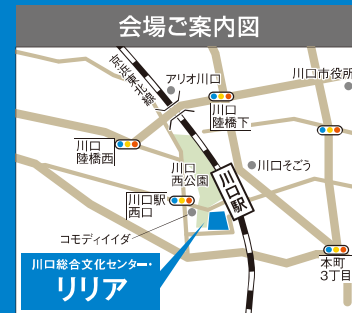 会場ご案内図
京浜東北線
アリオ川口
川口市役所
川口
陸橋下
川口
陸橋西
川口
西公園
川口そごう
川口駅
川口駅
西口
コモディイイダ
川口総合文化センター・
リリア
本町
3丁目